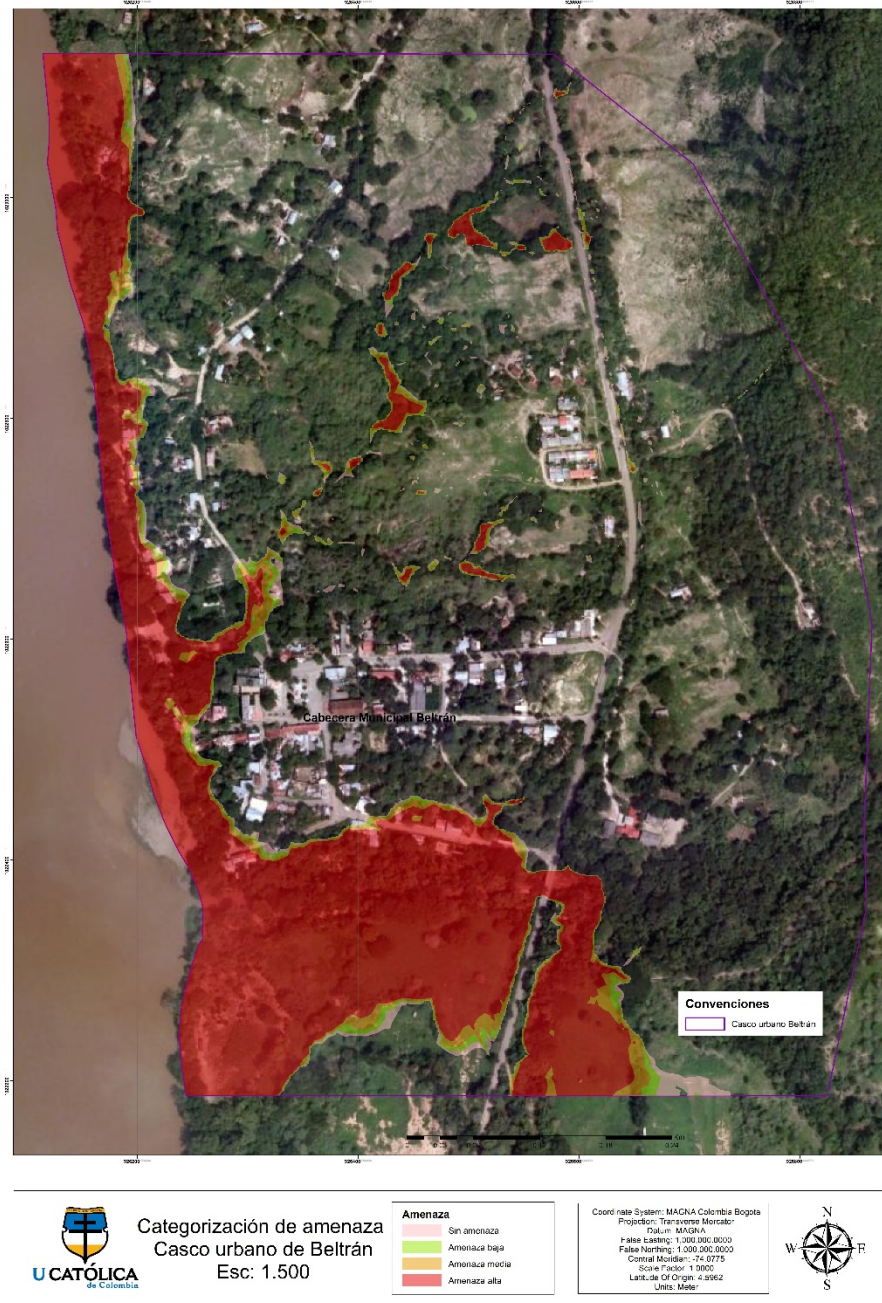 Cabecera Municipal Beltrán
Convenciones
Casco urbano Beltrán
U CATÓLICA
de Colombia
Categorización de amenaza
Casco urbano de Beltrán
Esc: 1.500
Amenaza
Sin amenaza
Amenaza baja
Amenaza media
Amenaza alta
Coordinate System: MAGNA Colombia Bogota
Projection: Transverse Mercator
Datum: MAGNA
False Easting: 1,000,000.0000
False Northing: 1,000,000.0000
Central Meridian: -74.0775
Scale Factor: 1.0000
Latitude Of Origin: 4.5962
Units: Meter
N
W
E
S